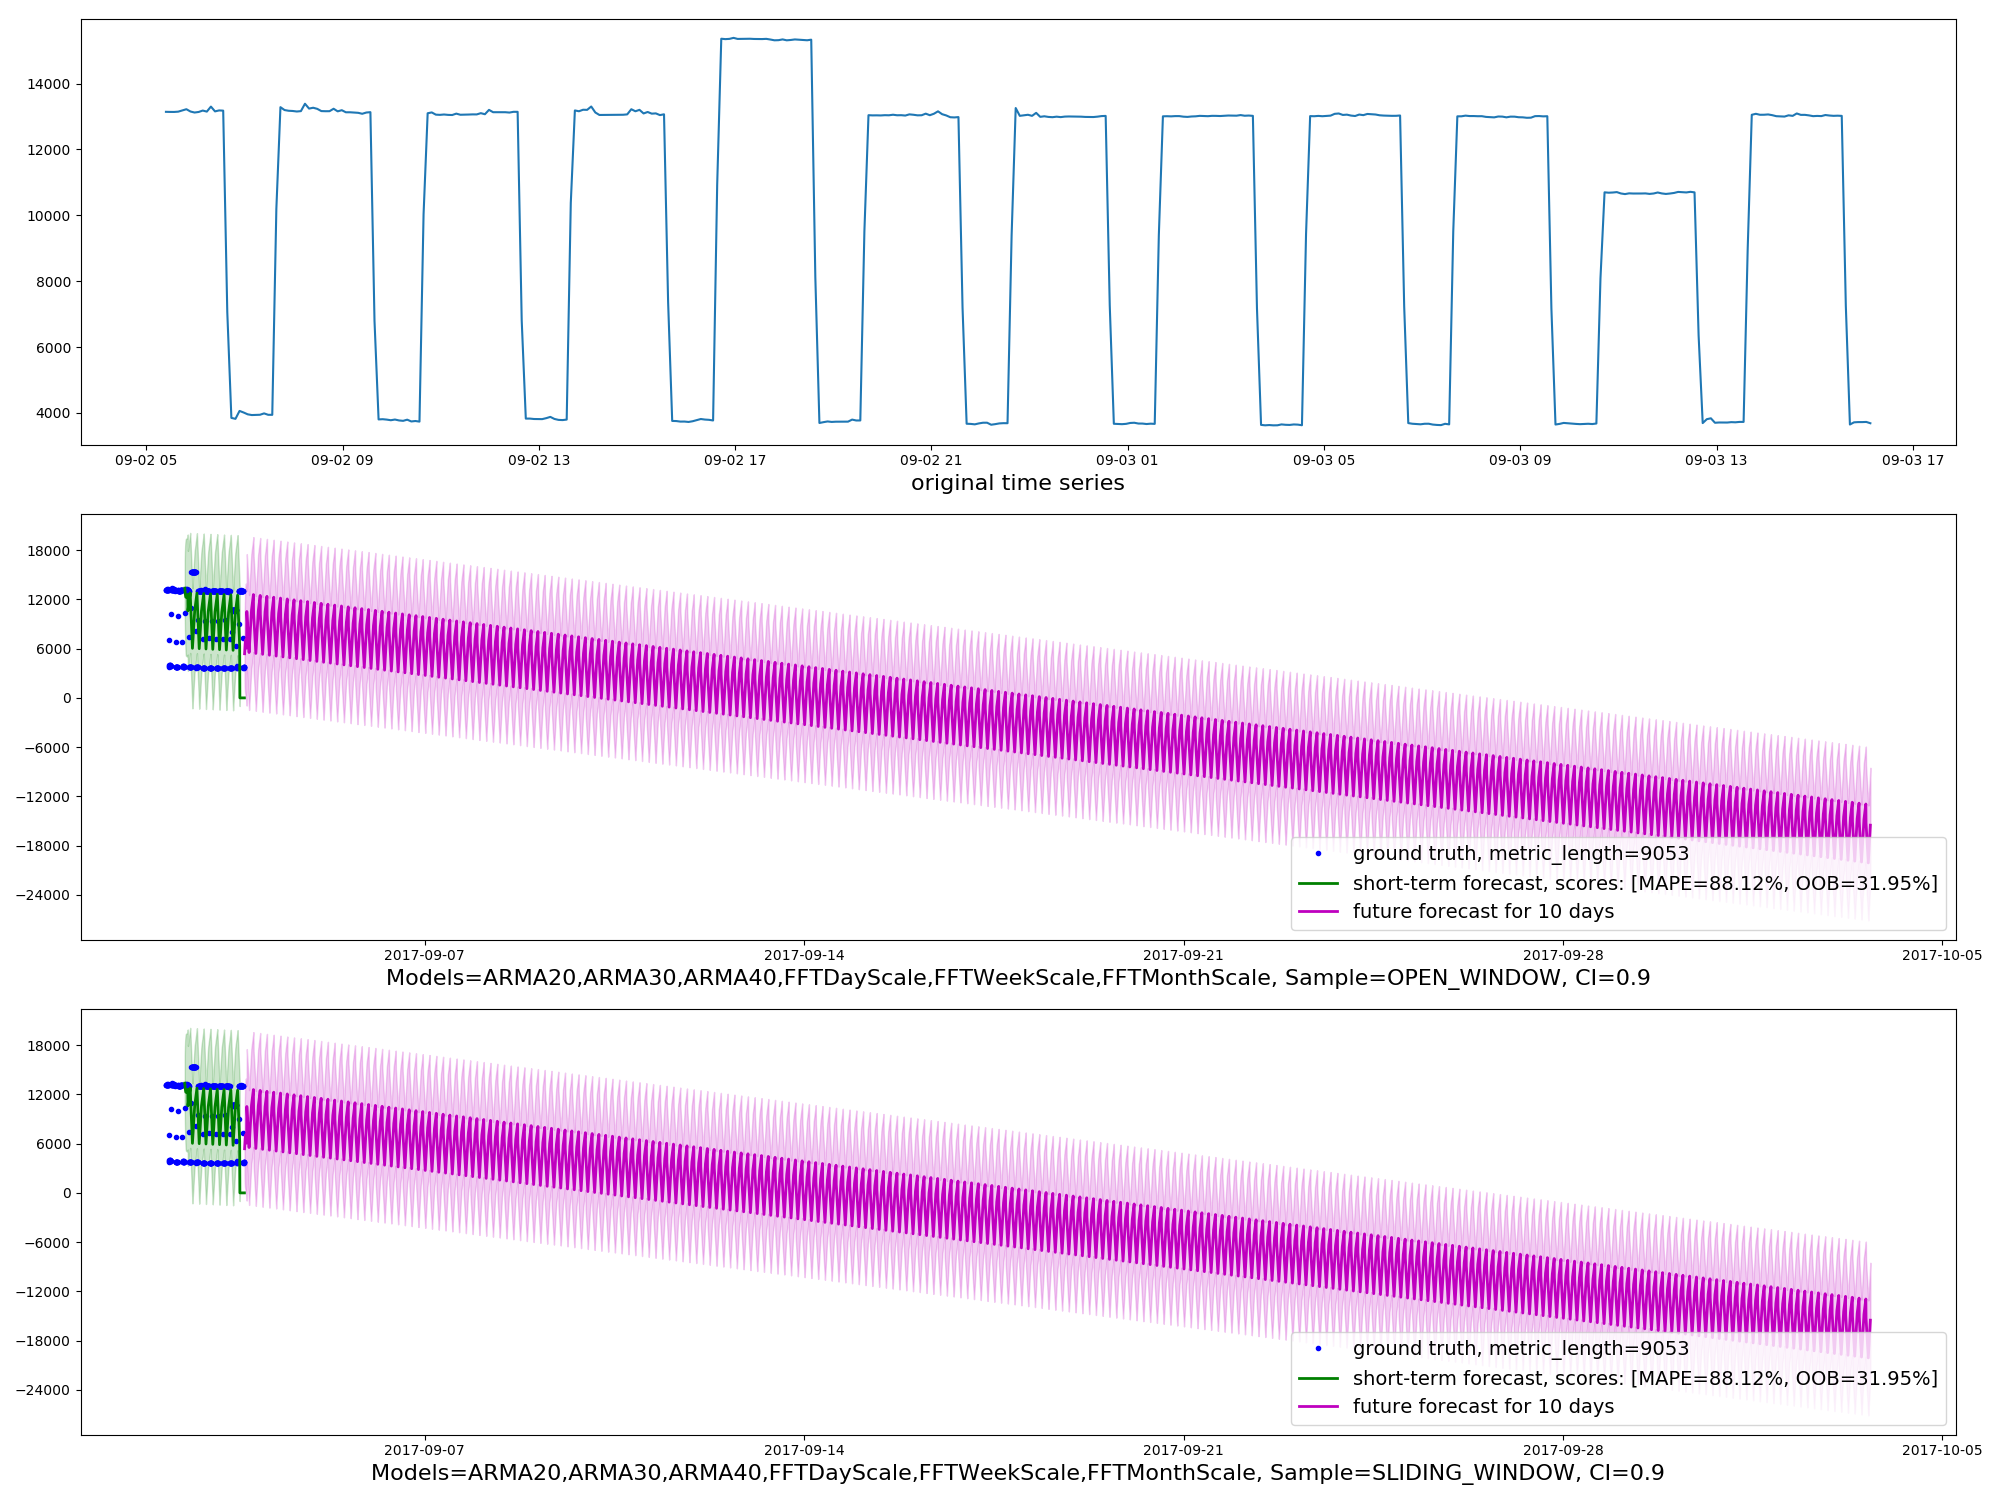 14000
12000
10000
8000
6000
4000
09-02 05 09-02 09 09-02 13 09-02 17 09-02 21 09-03 01 09-03 05 09-03 09 09-03 13 09-03 17
original time series
18000
12000
6000
0
−6000
−12000
−18000
−24000
ground truth, metric_length=9053
short-term forecast, scores: [MAPE=88.12%, OOB=31.95%]
future forecast for 10 days
2017-09-07 2017-09-14 2017-09-21 2017-09-28 2017-10-05
Models=ARMA20,ARMA30,ARMA40,FFTDayScale,FFTWeekScale,FFTMonthScale, Sample=OPEN_WINDOW, CI=0.9
18000
12000
6000
0
−6000
−12000
−18000
−24000
ground truth, metric_length=9053
short-term forecast, scores: [MAPE=88.12%, OOB=31.95%]
future forecast for 10 days
2017-09-07 2017-09-14 2017-09-21 2017-09-28 2017-10-05
Models=ARMA20,ARMA30,ARMA40,FFTDayScale,FFTWeekScale,FFTMonthScale, Sample=SLIDING_WINDOW, CI=0.9